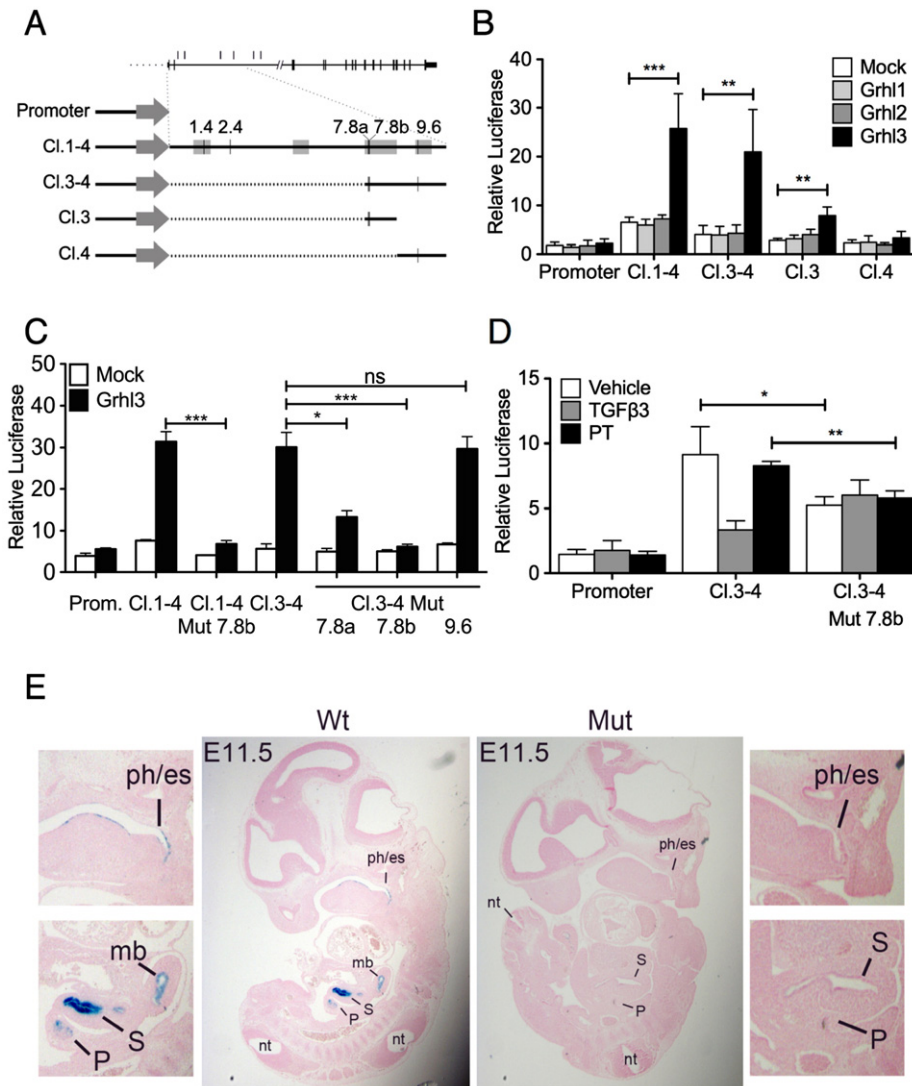 A
Promoter
Cl.1-4
1.4 2.4 7.8a 7.8b 9.6
Cl.3-4
Cl.3
Cl.4
B
Relative Luciferase
40
30
20
10
0
*** ** **
Mock
Grhl1
Grhl2
Grhl3
Promoter Cl.1-4 Cl.3-4 Cl.3 Cl.4
C
Relative Luciferase
50
40
30
20
10
0
Mock
Grhl3
ns
***
*** *
Prom. Cl.1-4 Cl.1-4 Cl.3-4 Cl.3-4 Mut
Mut 7.8b 7.8a 7.8b 9.6
D
Relative Luciferase
15
10
5
0
Vehicle
TGFβ3
PT
*
**
Promoter Cl.3-4 Cl.3-4
Mut 7.8b
E
Wt Mut
ph/es
mb
S
P
E11.5
ph/es
mb
S
P
nt nt
E11.5
ph/es
nt
S
P
nt
ph/es
S
P